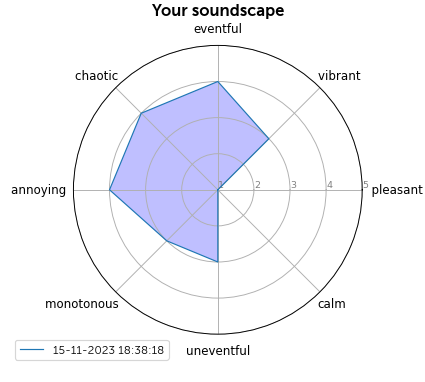 Your soundscape
eventful
chaotic
vibrant
annoying
1 2 3 4 5
pleasant
monotonous
calm
uneventful
15-11-2023 18:38:18